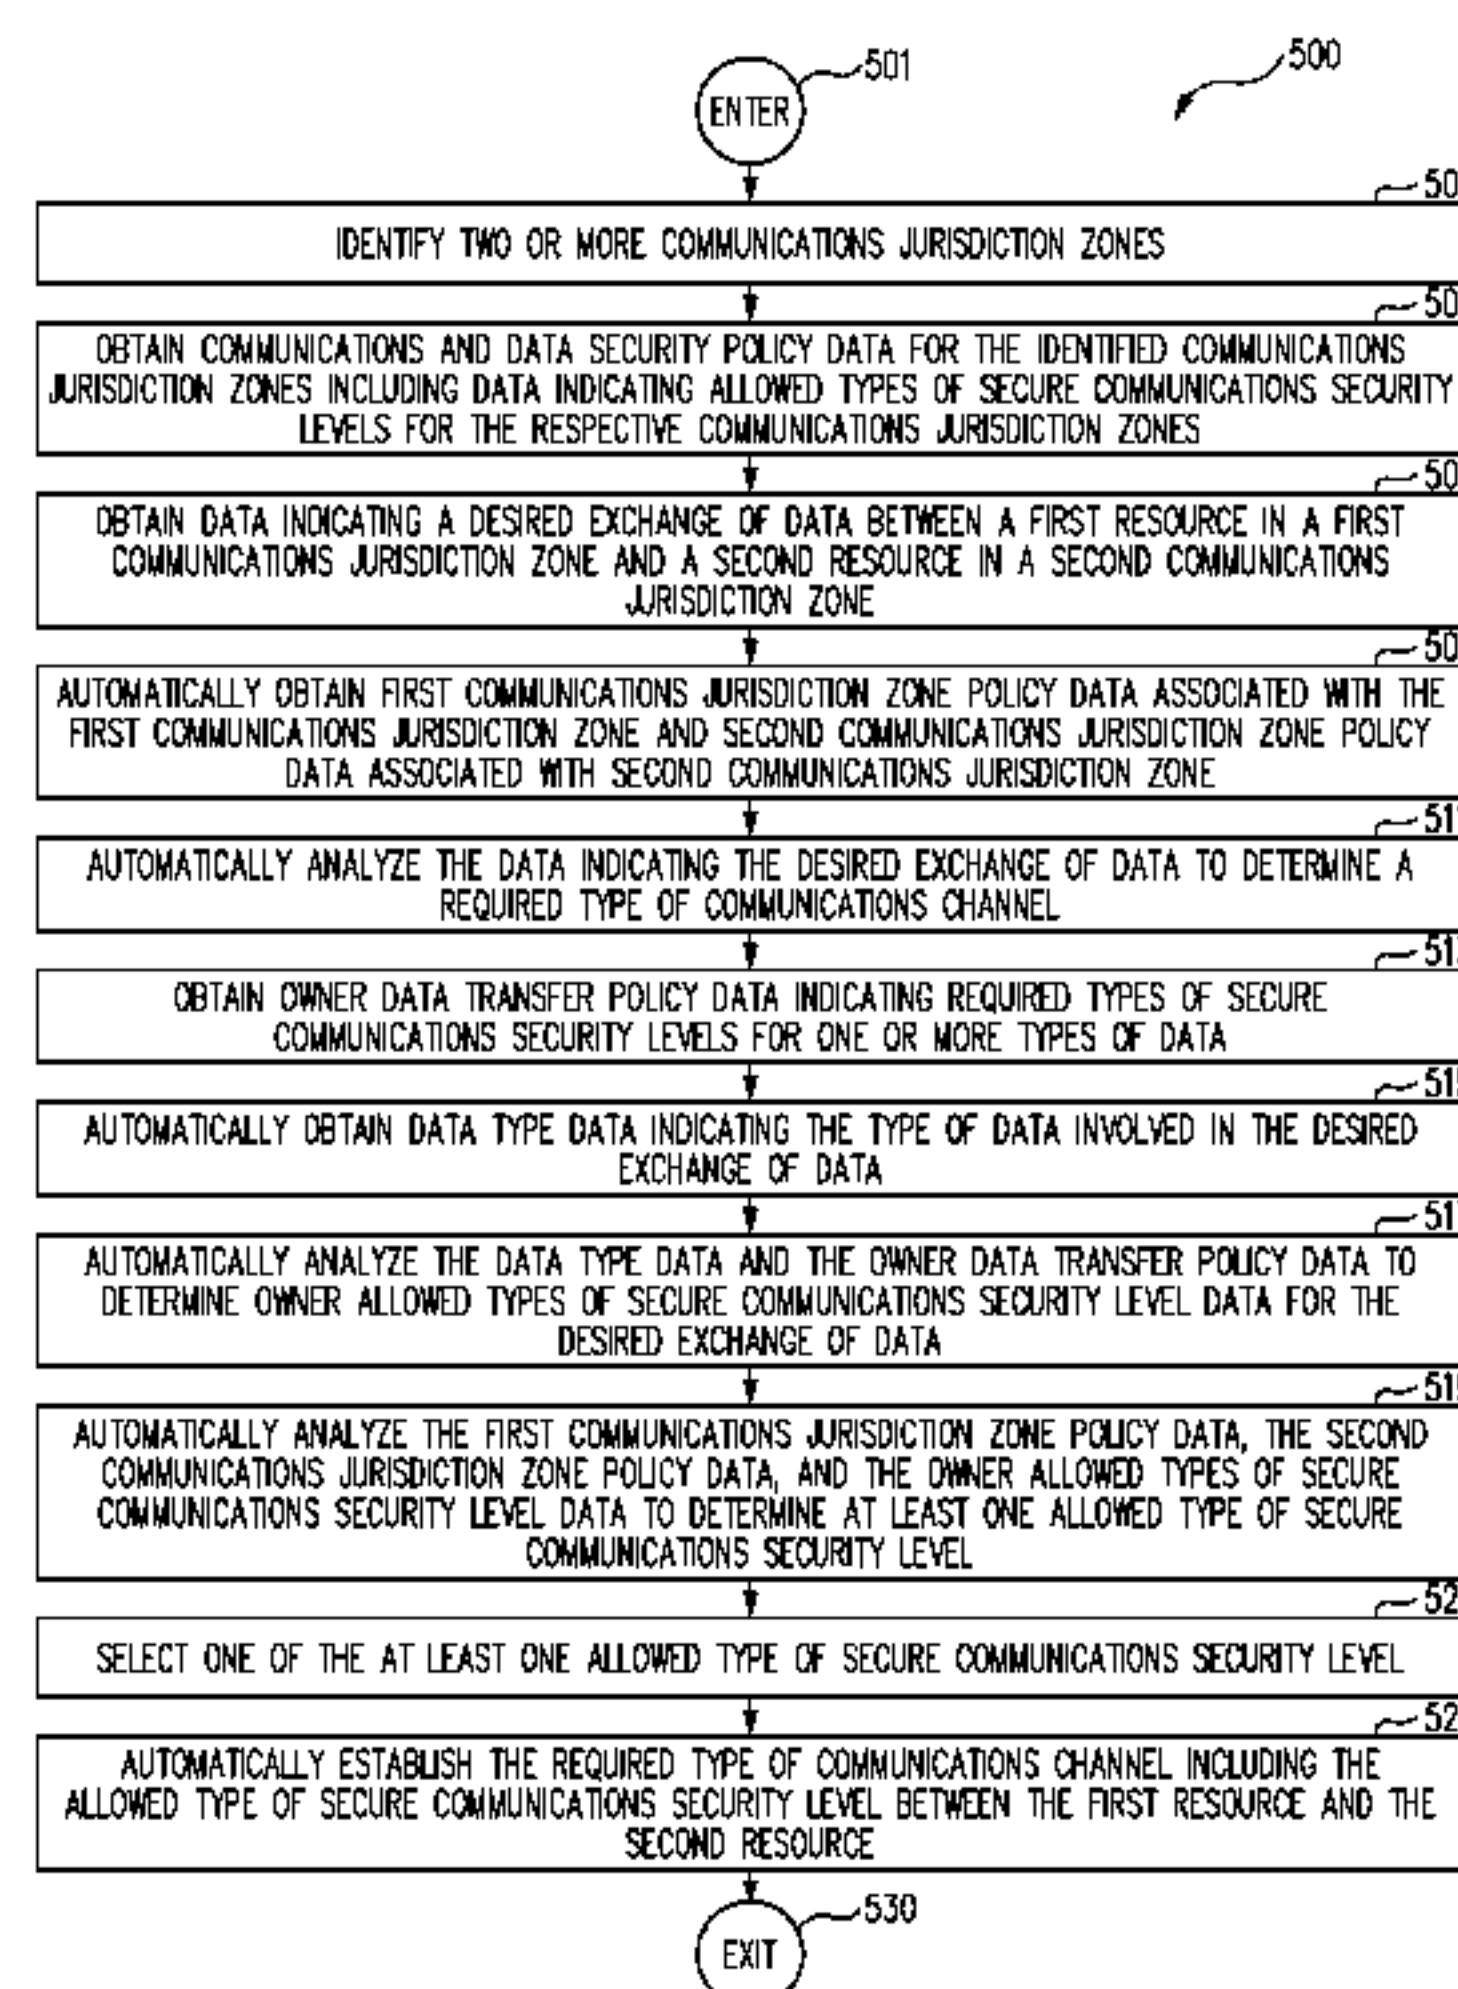 501
500
ENTER
50
IDENTIFY TWO OR MORE COMMUNICATIONS JURISDICTION ZONES
50
OBTAIN COMMUNICATIONS AND DATA SECURITY POLICY DATA FOR THE IDENTIFIED COMMUNICATIONS
JURISDICTION ZONES INCLUDING DATA INDICATING ALLOWED TYPES OF SECURE COMMUNICATIONS SECURITY
LEVELS FOR THE RESPECTIVE COMMUNICATIONS JURISDICTION ZONES
50
OBTAIN DATA INDICATING A DESIRED EXCHANGE OF DATA BETWEEN A FIRST RESOURCE IN A FIRST
COMMUNICATIONS JURISDICTION ZONE AND A SECOND RESOURCE IN A SECOND COMMUNICATIONS
JURISDICTION ZONE
50
AUTOMATICALLY OBTAIN FIRST COMMUNICATIONS JURISDICTION ZONE POLICY DATA ASSOCIATED WITH THE
FIRST COMMUNICATIONS JURISDICTION ZONE AND SECOND COMMUNICATIONS JURISDICTION ZONE POLICY
DATA ASSOCIATED WITH SECOND COMMUNICATIONS JURISDICTION ZONE
51
AUTOMATICALLY ANALYZE THE DATA INDICATING THE DESIRED EXCHANGE OF DATA TO DETERMINE A
REQUIRED TYPE OF COMMUNICATIONS CHANNEL
51
OBTAIN OWNER DATA TRANSFER POLICY DATA INDICATING REQUIRED TYPES OF SECURE
COMMUNICATIONS SECURITY LEVELS FOR ONE OR MORE TYPES OF DATA
51
AUTOMATICALLY OBTAIN DATA TYPE DATA INDICATING THE TYPE OF DATA INVOLVED IN THE DESIRED
EXCHANGE OF DATA
51
AUTOMATICALLY ANALYZE THE DATA TYPE DATA AND THE OWNER DATA TRANSFER POLICY DATA TO
DETERMINE OWNER ALLOWED TYPES OF SECURE COMMUNICATIONS SECURITY LEVEL DATA FOR THE
DESIRED EXCHANGE OF DATA
51
AUTOMATICALLY ANALYZE THE FIRST COMMUNICATIONS JURISDICTION ZONE POLICY DATA, THE SECOND
COMMUNICATIONS JURISDICTION ZONE POLICY DATA, AND THE OWNER ALLOWED TYPES OF SECURE
COMMUNICATIONS SECURITY LEVEL DATA TO DETERMINE AT LEAST ONE ALLOWED TYPE OF SECURE
COMMUNICATIONS SECURITY LEVEL
52
SELECT ONE OF THE AT LEAST ONE ALLOWED TYPE OF SECURE COMMUNICATIONS SECURITY LEVEL
52
AUTOMATICALLY ESTABLISH THE REQUIRED TYPE OF COMMUNICATIONS CHANNEL INCLUDING THE
ALLOWED TYPE OF SECURE COMMUNICATIONS SECURITY LEVEL BETWEEN THE FIRST RESOURCE AND THE
SECOND RESOURCE
530
EXIT